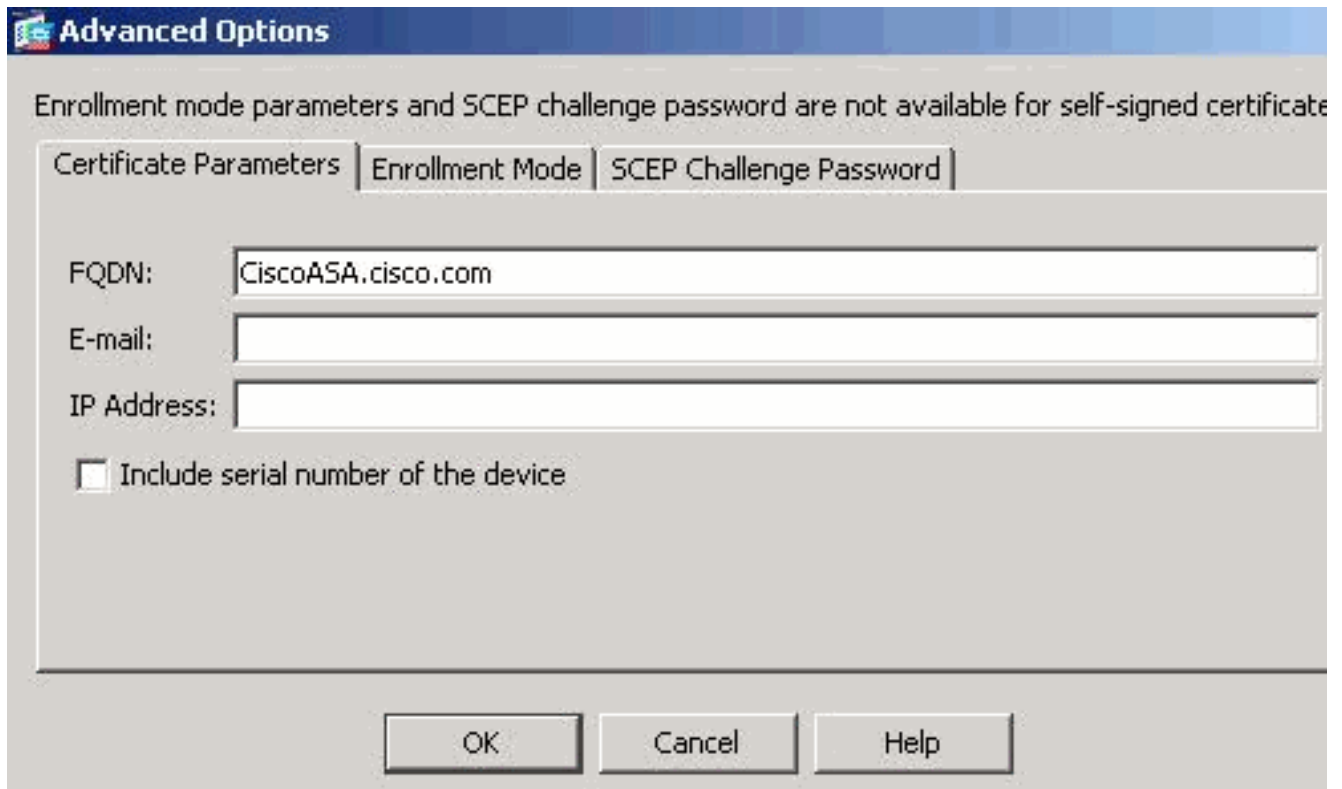 Advanced Options
Enrollment mode parameters and SCEP challenge password are not available for self-signed certificate
Certificate Parameters Enrollment Mode SCEP Challenge Password
FQDN: CiscoASA.cisco.com
E-mail:
IP Address:
Include serial number of the device
OK Cancel Help